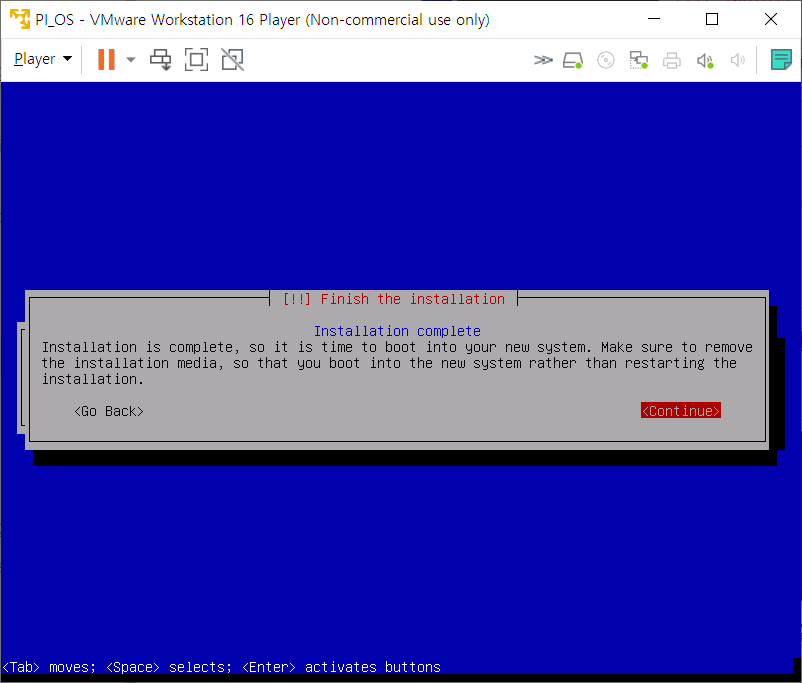 PI_OS - VMware Workstation 16 Player (Non-commercial use only)
Player
[!!] Finish the installation
Installation complete
Installation is complete, so it is time to boot into your new system. Make sure to remove
the installation media, so that you boot into the new system rather than restarting the
installation.
<Go Back> <Continue>
<Tab> moves; <Space> selects; <Enter> activates buttons